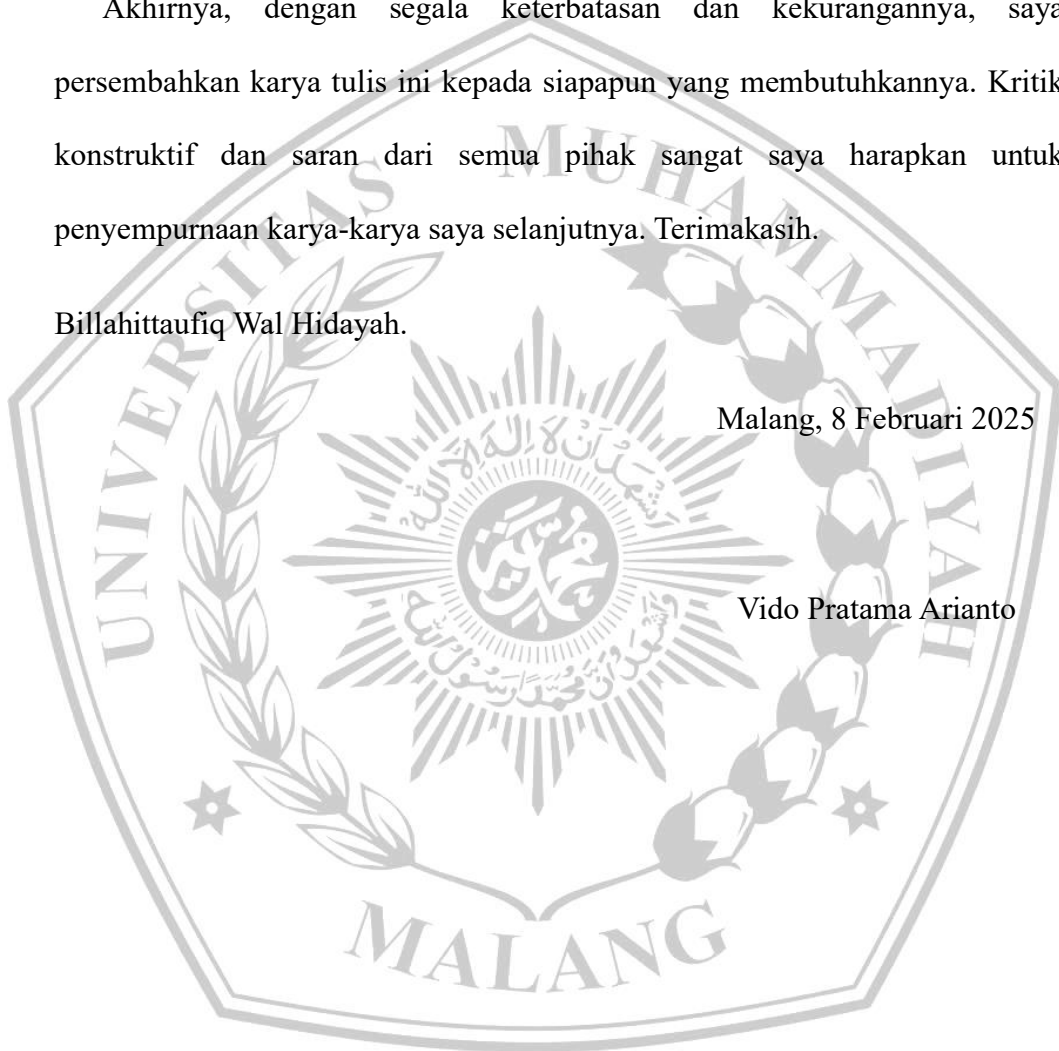 Akhirnya, dengan segala keterbatasan dan kekurangannya, saya
persembahkan karya tulis ini kepada siapapun yang membutuhkannya. Kritik
konstruktif dan saran dari semua pihak sangat saya harapkan untuk
penyempurnaan karya-karya saya selanjutnya. Terimakasih.
Billahittaufiq Wal Hidayah.
Malang, 8 Februari 2025
Vido Pratama Arianto
UNIVERSITAS MUHAMMADIYAH
MALANG